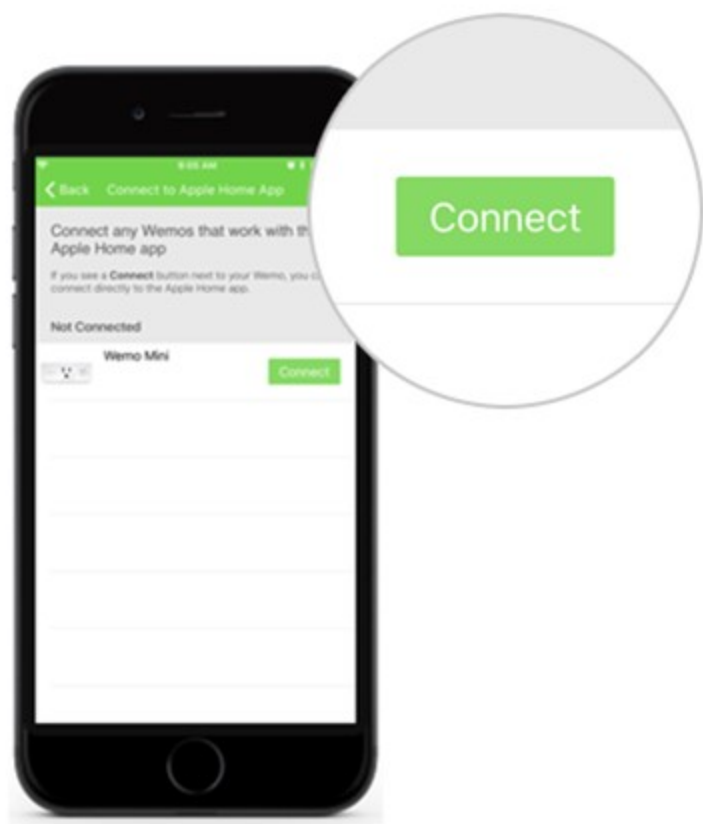 9:05 AM
Back Connect to Apple Home App
Connect any Wemos that work with th
Apple Home app
If you see a Connect button next to your Wemo, you c
connect directly to the Apple Home app.
Not Connected
Wemo Mini
Connect
Connect